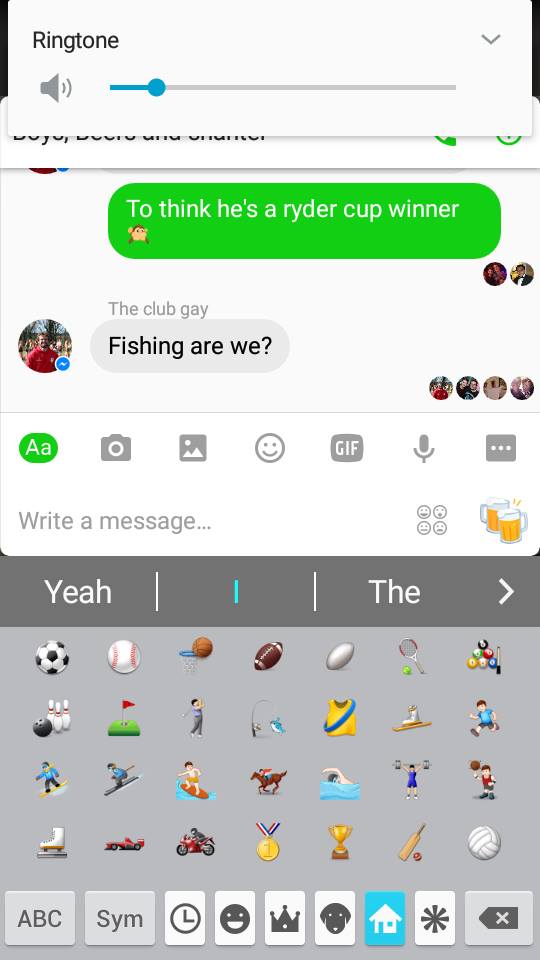 Ringtone
Boys, Beers and
To think he's a ryder cup winner
The club gay
Fishing are we?
Aa
GIF
Write a message...
Yeah
I
The
ABC
Sym